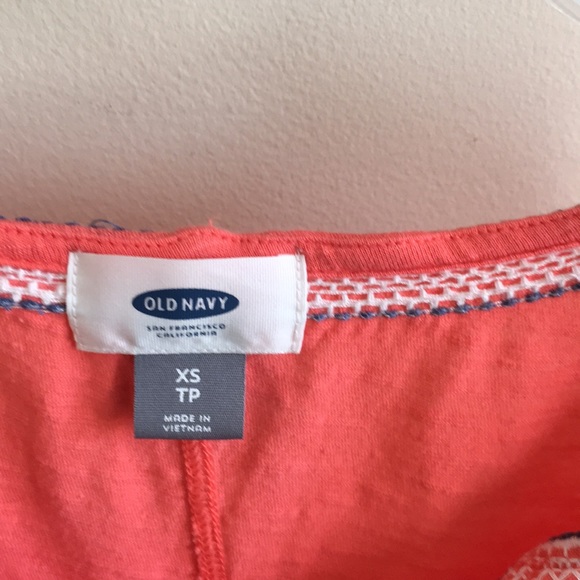 OLD NAVY
SAN FRANCISCO
CALIFORNIA
XS
TP
MADE IN
VIETNAM